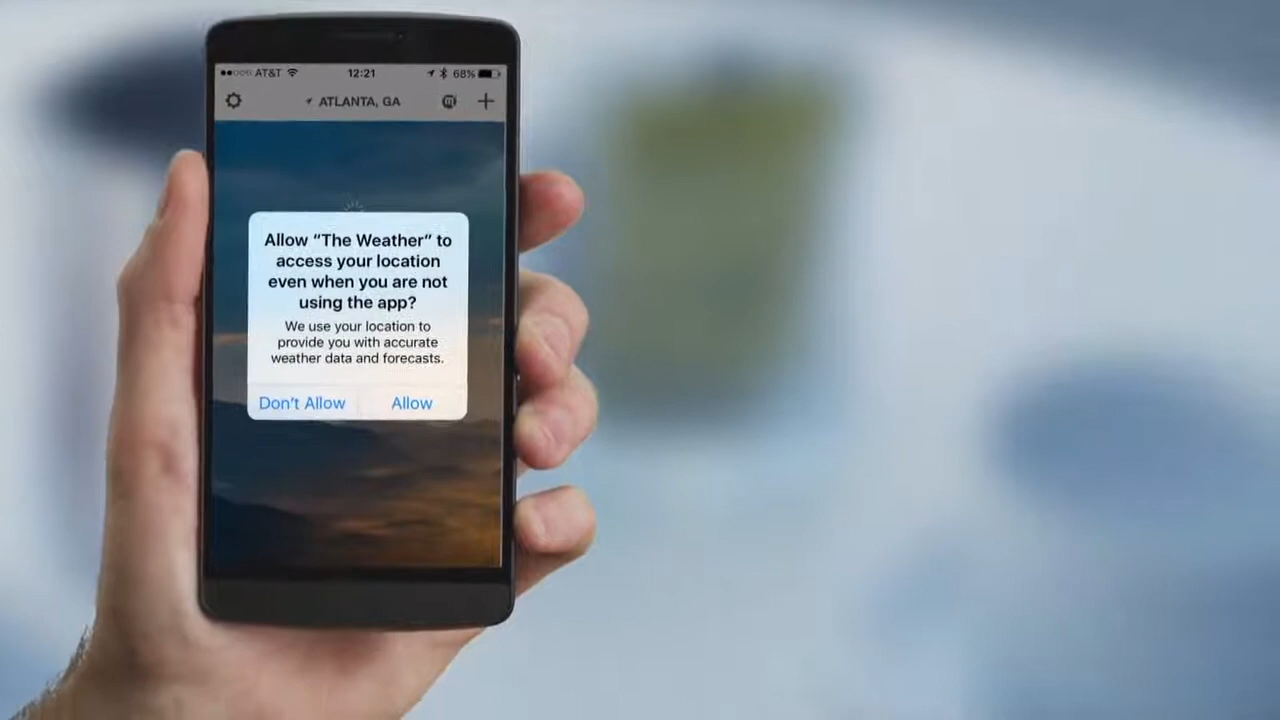 AT&T 12:21 68%
ATLANTA, GA
Allow “The Weather” to
access your location
even when you are not
using the app?
We use your location to
provide you with accurate
weather data and forecasts.
Don’t Allow Allow